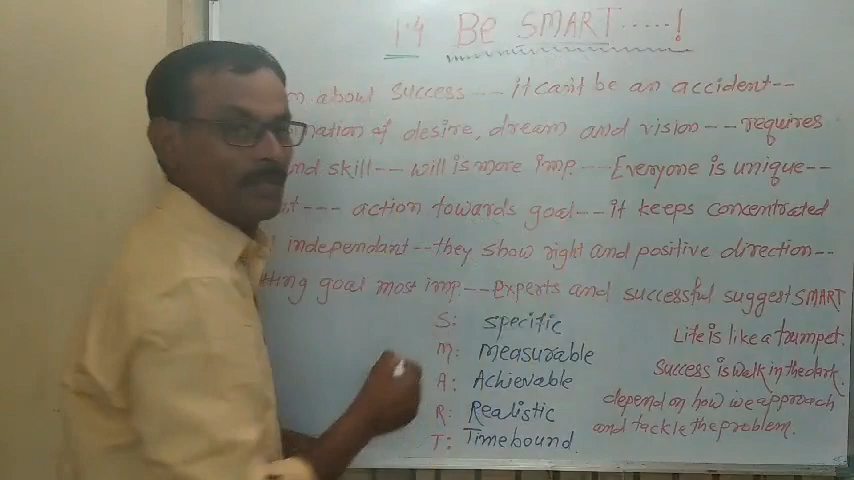 1.4 Be SMART.....!
about success --- it can't be an accident--
of desire, dream and vision -- requires
and skill -- will is more imp. --- Everyone is unique--
--- action towards goal -- it keeps concentrated
independant -- they show right and positive direction --
goal most imp. -- experts and successful suggest SMART
S: specific
M: Measurable
A: Achievable
R: Realistic
T: Timebound
Life is like a trumpet.
Success is walk in the dark.
depend on how we approach
and tackle the problem.